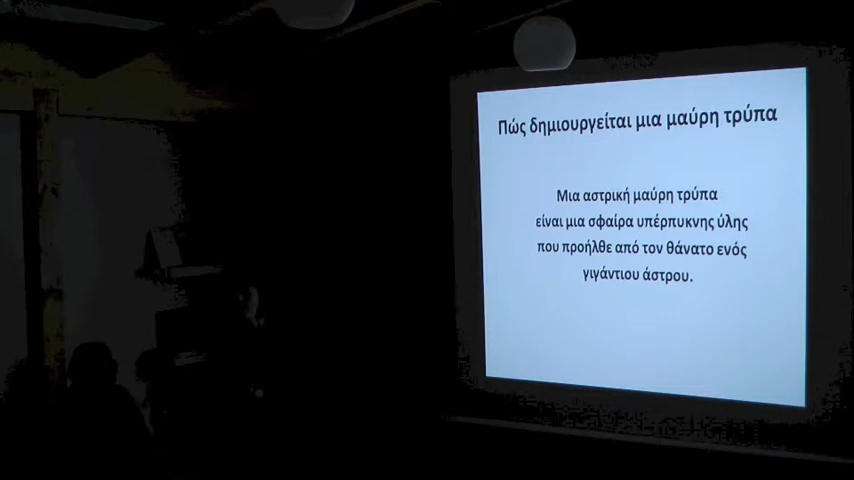 Πώς δημιουργείται μια μαύρη τρύπα
Μια αστρική μαύρη τρύπα
είναι μια σφαίρα υπέρπυκνης ύλης
που προήλθε από τον θάνατο ενός
γιγάντιου άστρου.